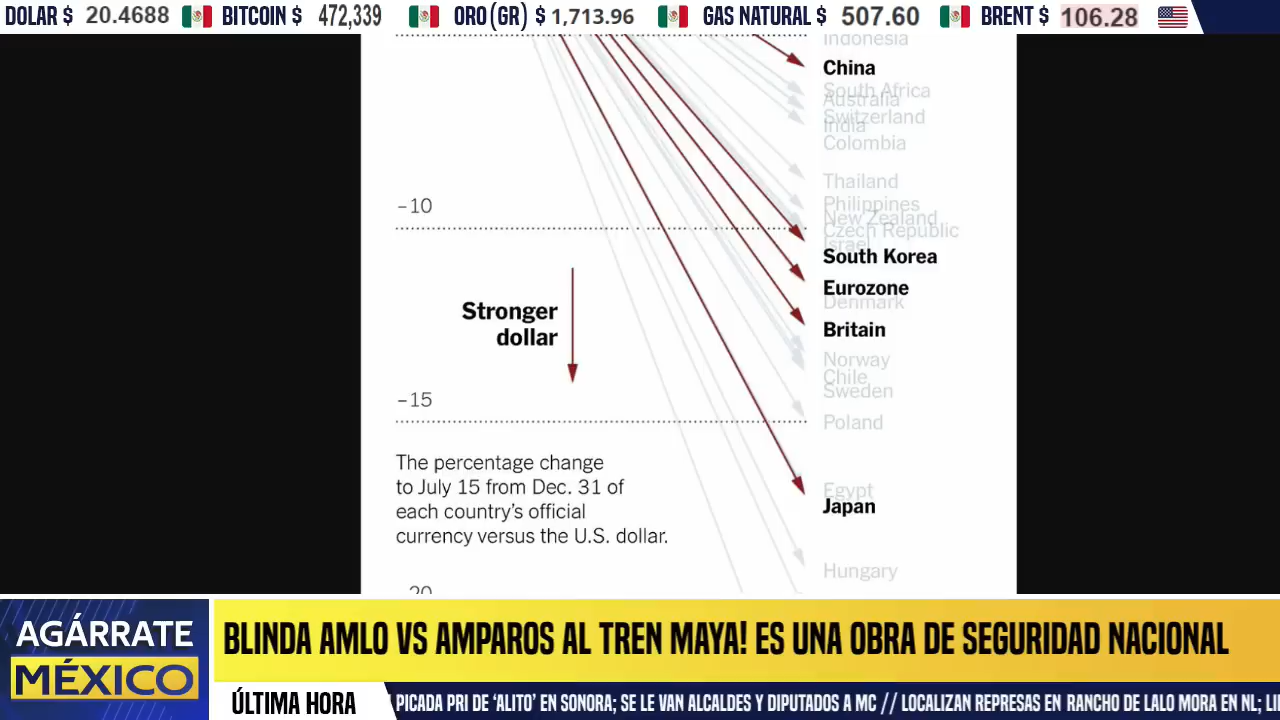 DOLAR $ 20.4688 BITCOIN $ 472,339 ORO(GR) $ 1,713.96 GAS NATURAL $ 507.60 BRENT $ 106.28
Indonesia
China
South Africa
Australia
Switzerland
India
Colombia
Thailand
−10
Philippines
New Zealand
Czech Republic
Israel
South Korea
Eurozone
Denmark
Stronger
dollar
Britain
Norway
Chile
Sweden
−15
Poland
The percentage change
to July 15 from Dec. 31 of
each country's official
currency versus the U.S. dollar.
Egypt
Japan
Hungary
−20
AGÁRRATE
MÉXICO
BLINDA AMLO VS AMPAROS AL TREN MAYA! ES UNA OBRA DE SEGURIDAD NACIONAL
ÚLTIMA HORA
PICADA PRI DE 'ALITO' EN SONORA; SE LE VAN ALCALDES Y DIPUTADOS A MC // LOCALIZAN REPRESAS EN RANCHO DE LALO MORA EN NL;